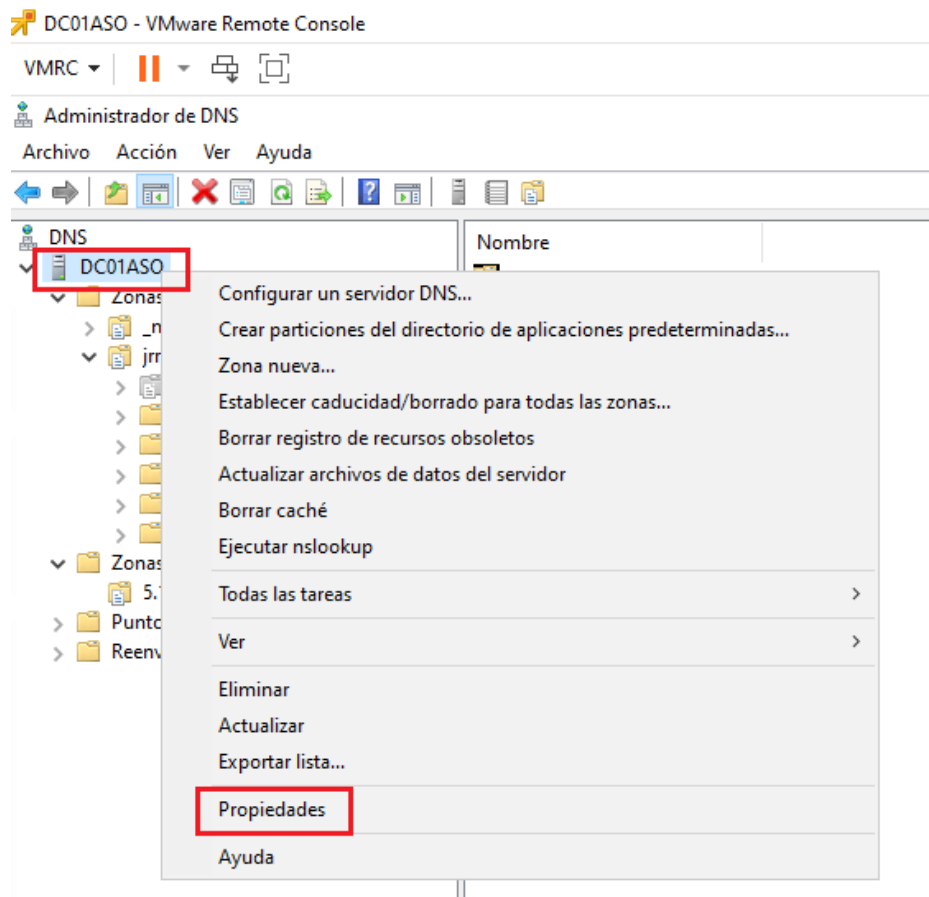 DC01ASO - VMware Remote Console
VMRC
Administrador de DNS
Archivo Acción Ver Ayuda
DNS
Nombre
DC01ASO
Zonas
_n
jrr
Zonas
5.
Punto
Reenv
Configurar un servidor DNS...
Crear particiones del directorio de aplicaciones predeterminadas...
Zona nueva...
Establecer caducidad/borrado para todas las zonas...
Borrar registro de recursos obsoletos
Actualizar archivos de datos del servidor
Borrar caché
Ejecutar nslookup
Todas las tareas
Ver
Eliminar
Actualizar
Exportar lista...
Propiedades
Ayuda